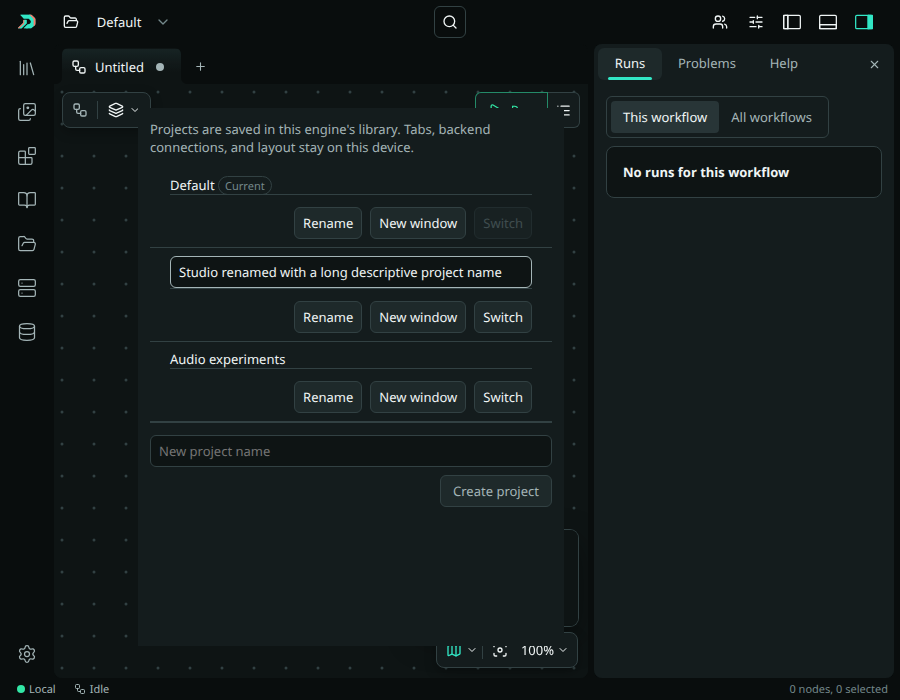 Default
Untitled
Runs
Problems
Help
This workflow
All workflows
No runs for this workflow
Projects are saved in this engine's library. Tabs, backend
connections, and layout stay on this device.
Default
Current
Rename
New window
Switch
Studio renamed with a long descriptive project name
Rename
New window
Switch
Audio experiments
Rename
New window
Switch
New project name
Create project
100%
Local
Idle
0 nodes, 0 selected